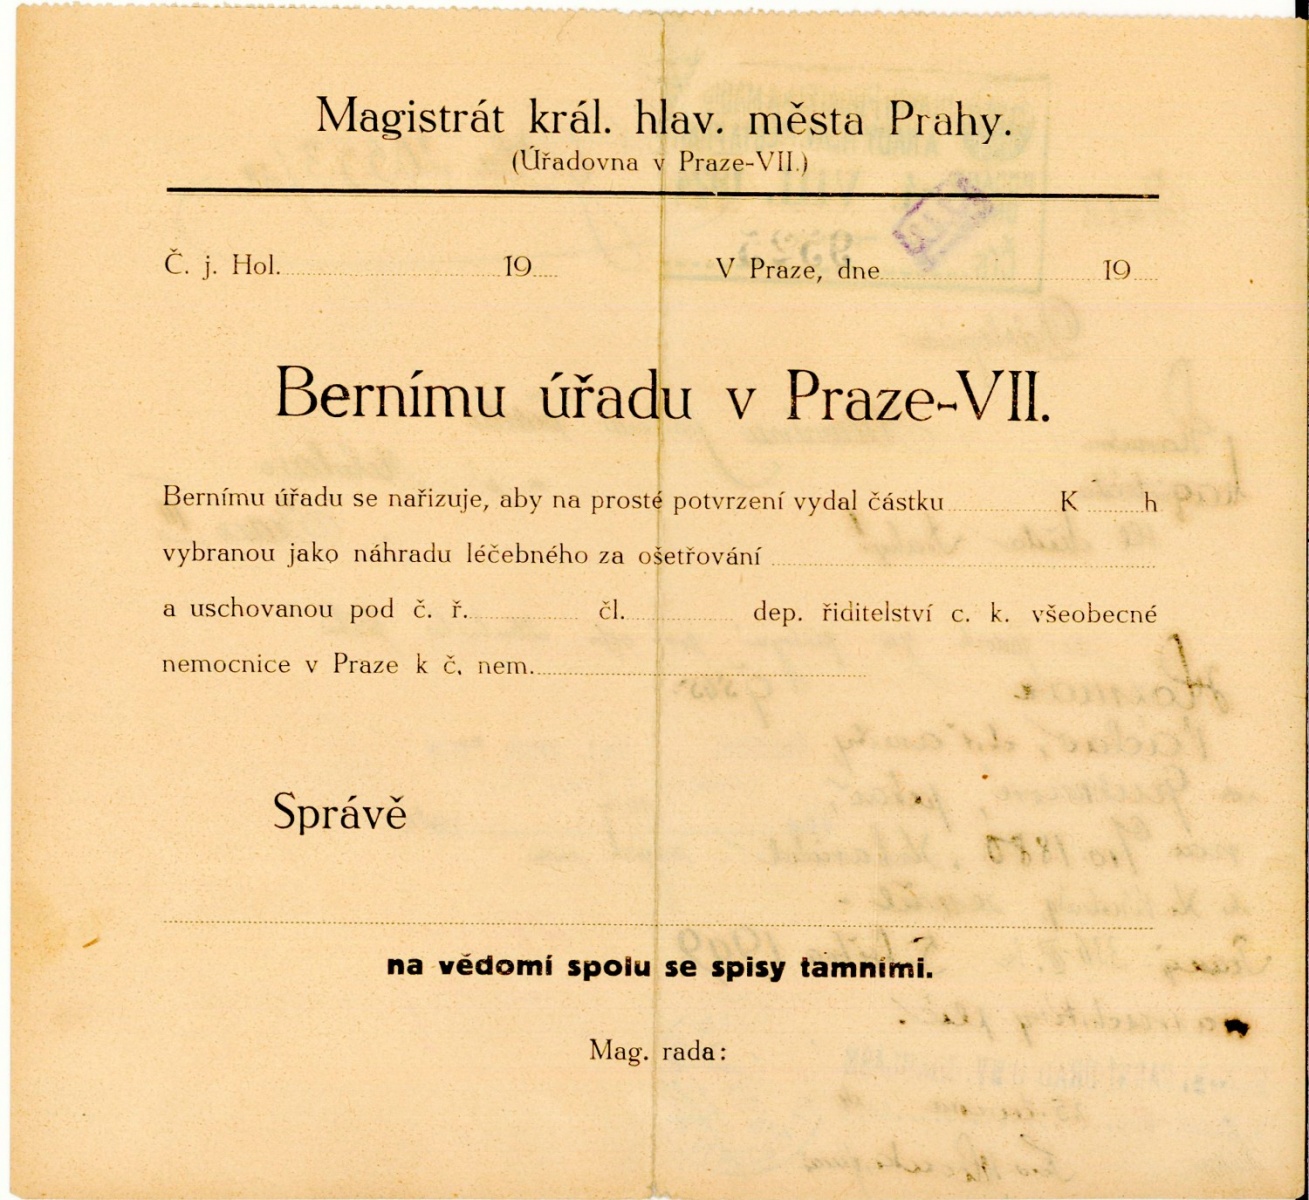 Magistrát král. hlav. města Prahy.
(Úřadovna v Praze-VII.)
Č. j. Hol. 19 V Praze, dne 19
Bernímu úřadu v Praze-VII.
Bernímu úřadu se nařizuje, aby na prosté potvrzení vydal částku K h
vybranou jako náhradu léčebného za ošetřování
a uschovanou pod č. ř. čl. dep. řiditelství c. k. všeobecné
nemocnice v Praze k č. nem.
Správě
na vědomí spolu se spisy tamními.
Mag. rada: